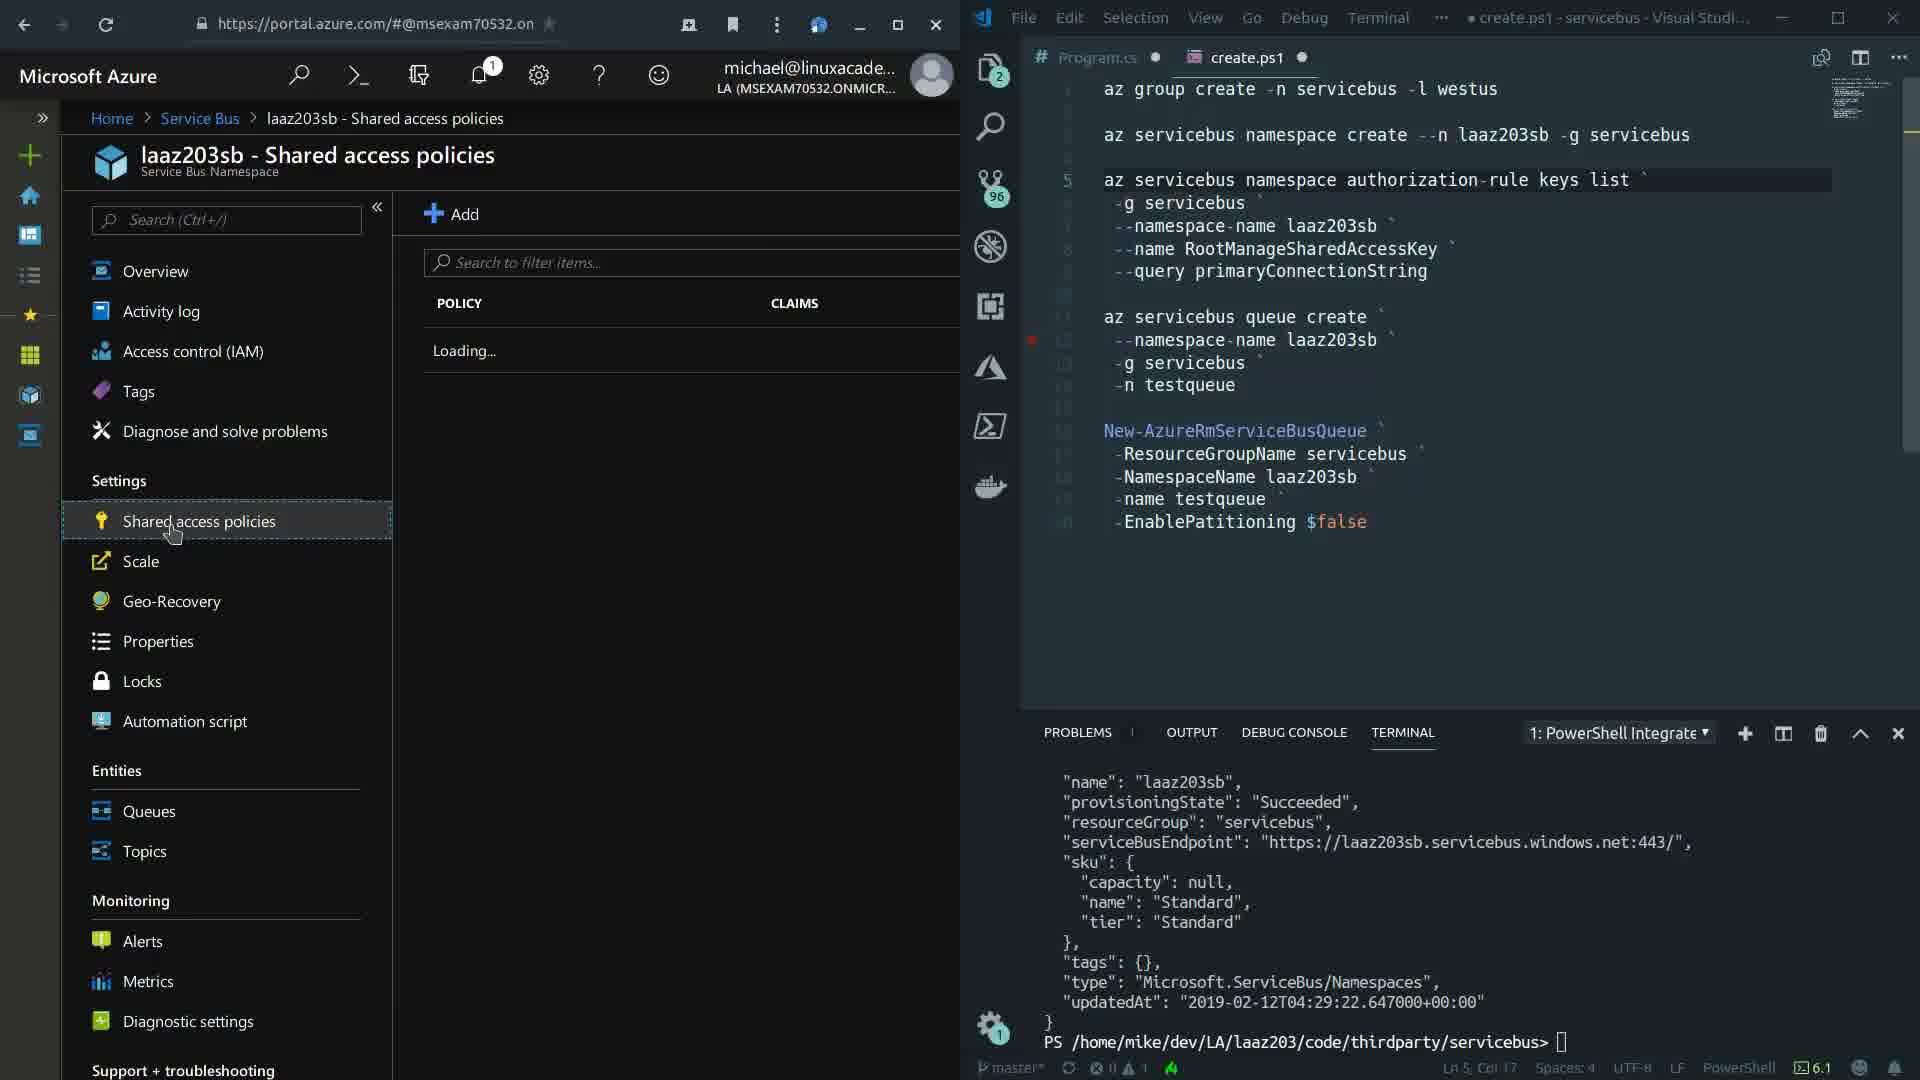 https://portal.azure.com/#@msexam70532.on
Microsoft Azure
1
michael@linuxacade...
LA (MSEXAM70532.ONMICR...
Home > Service Bus > laaz203sb - Shared access policies
laaz203sb - Shared access policies
Service Bus Namespace
Search (Ctrl+/)
Overview
Activity log
Access control (IAM)
Tags
Diagnose and solve problems
Settings
Shared access policies
Scale
Geo-Recovery
Properties
Locks
Automation script
Entities
Queues
Topics
Monitoring
Alerts
Metrics
Diagnostic settings
Support + troubleshooting
Add
Search to filter items...
POLICY CLAIMS
Loading...
File Edit Selection View Go Debug Terminal ··· ● create.ps1 - servicebus - Visual Studi...
# Program.cs ● create.ps1 ●
2
96
1
az group create -n servicebus -l westus
az servicebus namespace create --n laaz203sb -g servicebus
5 az servicebus namespace authorization-rule keys list `
-g servicebus `
--namespace-name laaz203sb `
--name RootManageSharedAccessKey `
--query primaryConnectionString
az servicebus queue create `
--namespace-name laaz203sb `
-g servicebus `
-n testqueue
New-AzureRmServiceBusQueue `
-ResourceGroupName servicebus `
-NamespaceName laaz203sb `
-name testqueue `
-EnablePatitioning $false
PROBLEMS OUTPUT DEBUG CONSOLE TERMINAL 1: PowerShell Integrate
"name": "laaz203sb",
"provisioningState": "Succeeded",
"resourceGroup": "servicebus",
"serviceBusEndpoint": "https://laaz203sb.servicebus.windows.net:443/",
"sku": {
"capacity": null,
"name": "Standard",
"tier": "Standard"
},
"tags": {},
"type": "Microsoft.ServiceBus/Namespaces",
"updatedAt": "2019-02-12T04:29:22.647000+00:00"
}
PS /home/mike/dev/LA/laaz203/code/thirdparty/servicebus>
master* 0 1 Ln 5, Col 17 Spaces: 4 UTF-8 LF PowerShell 6.1